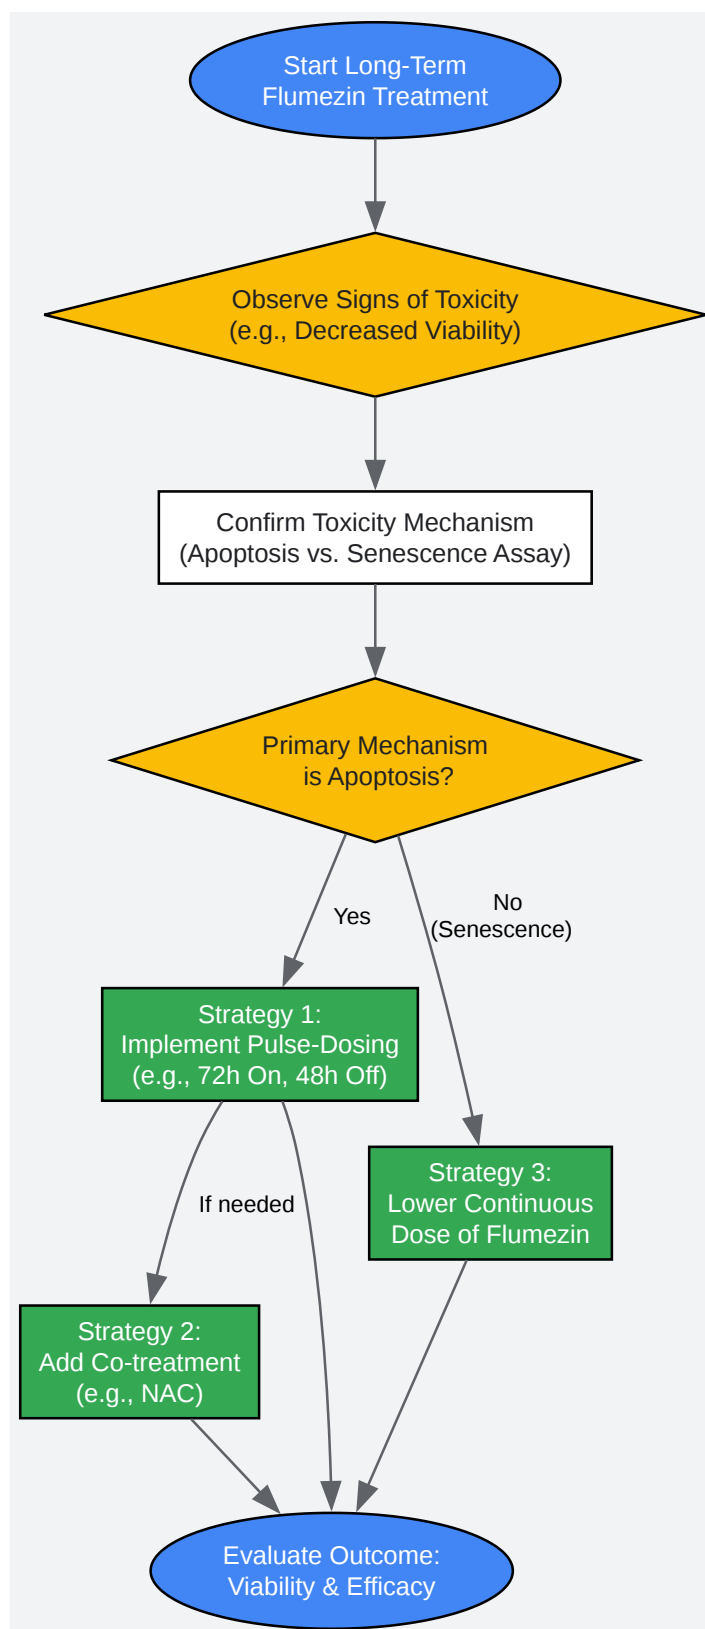 Start Long-Term
Flumezin Treatment
Observe Signs of Toxicity
(e.g., Decreased Viability)
Confirm Toxicity Mechanism
(Apoptosis vs. Senescence Assay)
Primary Mechanism
is Apoptosis?
Yes
No
(Senescence)
Strategy 1:
Implement Pulse-Dosing
(e.g., 72h On, 48h Off)
If needed
Strategy 3:
Lower Continuous
Dose of Flumezin
Strategy 2:
Add Co-treatment
(e.g., NAC)
Evaluate Outcome:
Viability & Efficacy